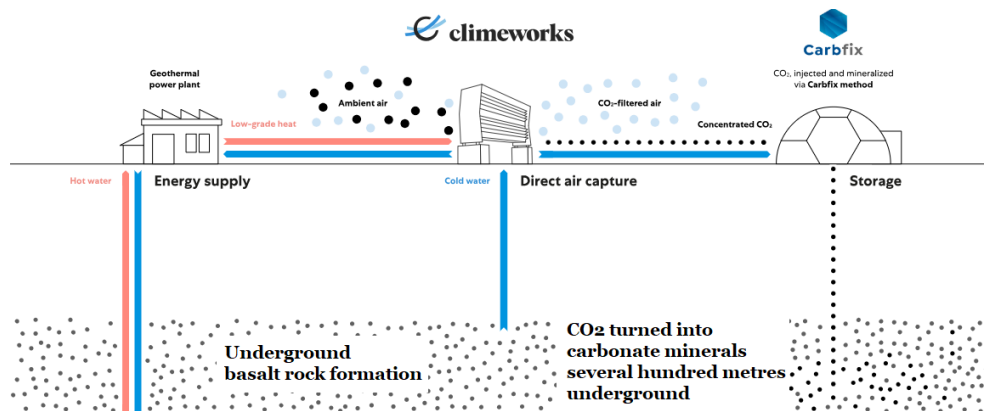 climeworks
Carbfix
CO₂, injected and mineralized
via Carbfix method
Geothermal
power plant
Ambient air
CO₂-filtered air
Low-grade heat
Concentrated CO₂
Hot water
Energy supply
Cold water
Direct air capture
Storage
Underground
basalt rock formation
CO2 turned into
carbonate minerals
several hundred metres
underground